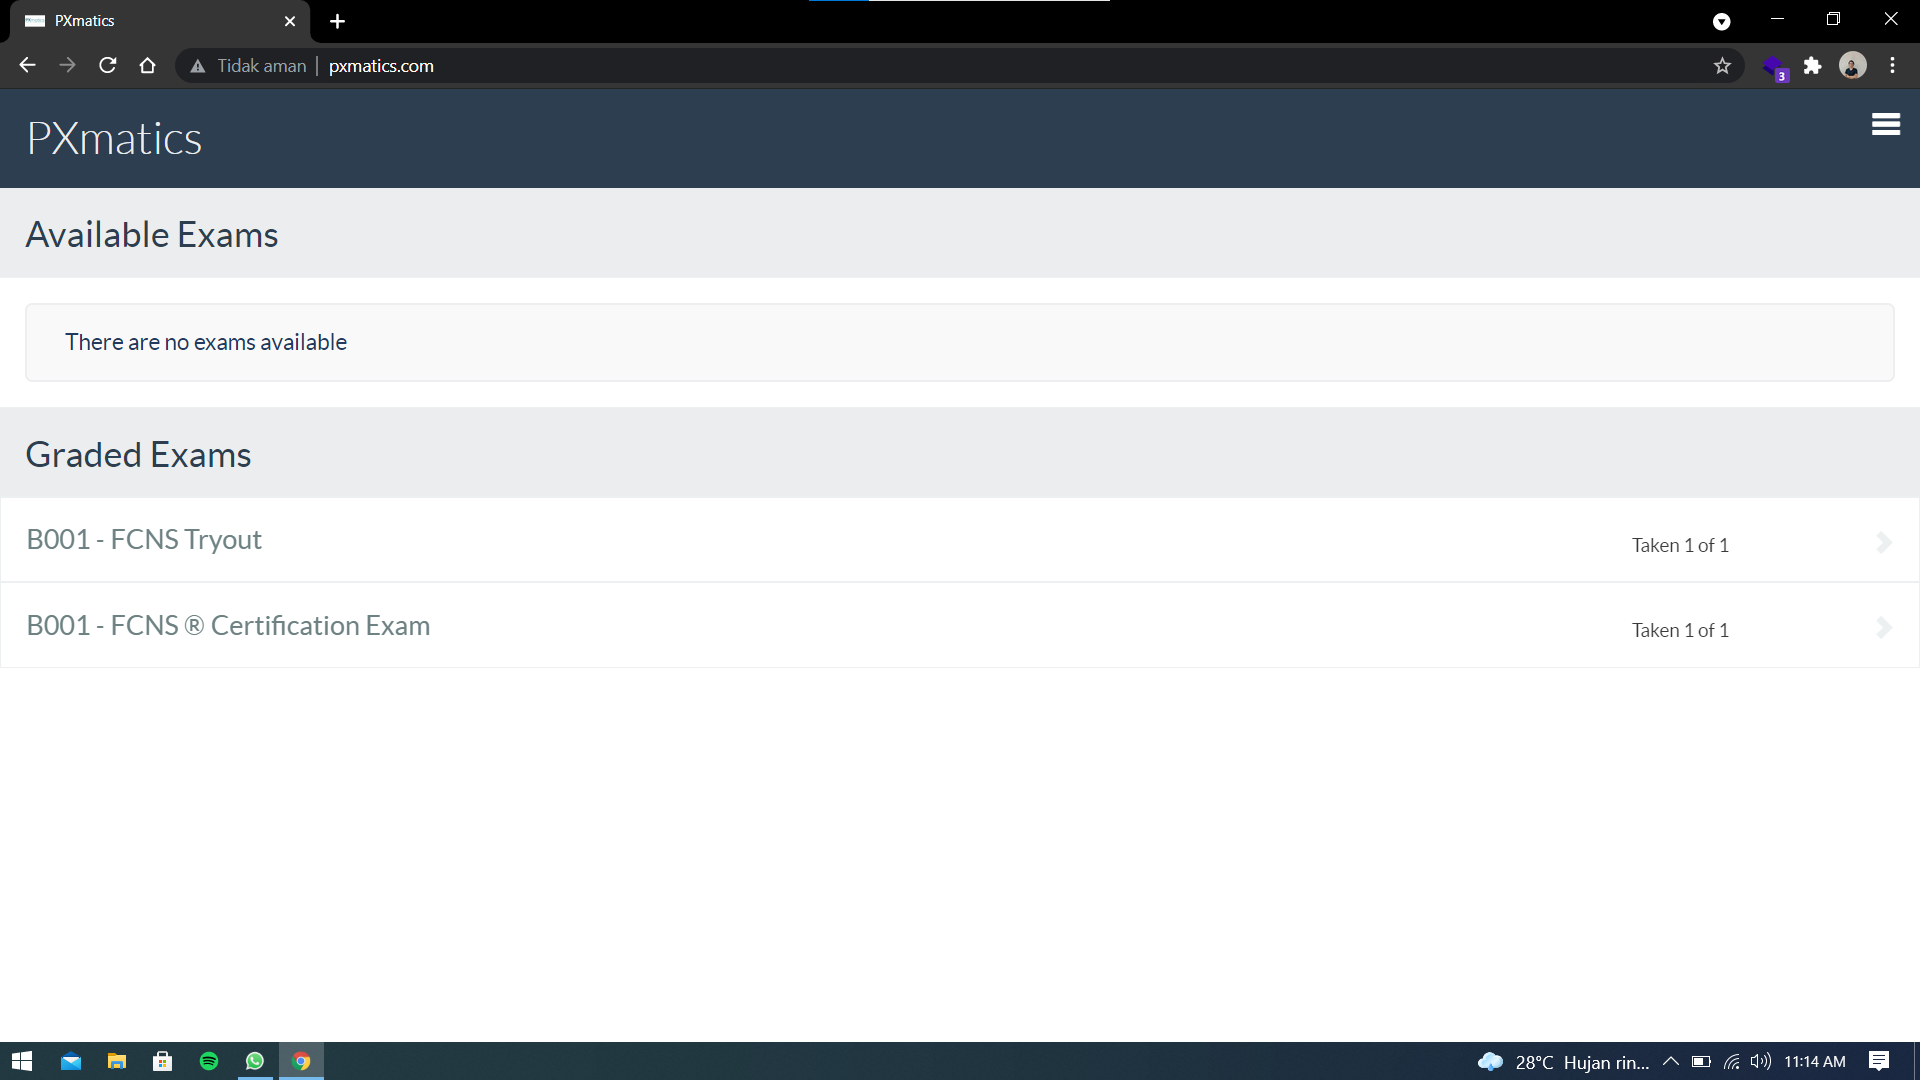 PXmatics
Tidak aman | pxmatics.com
3
PXmatics
Available Exams
There are no exams available
Graded Exams
B001 - FCNS Tryout
Taken 1 of 1
B001 - FCNS ® Certification Exam
Taken 1 of 1
28°C Hujan rin... 11:14 AM